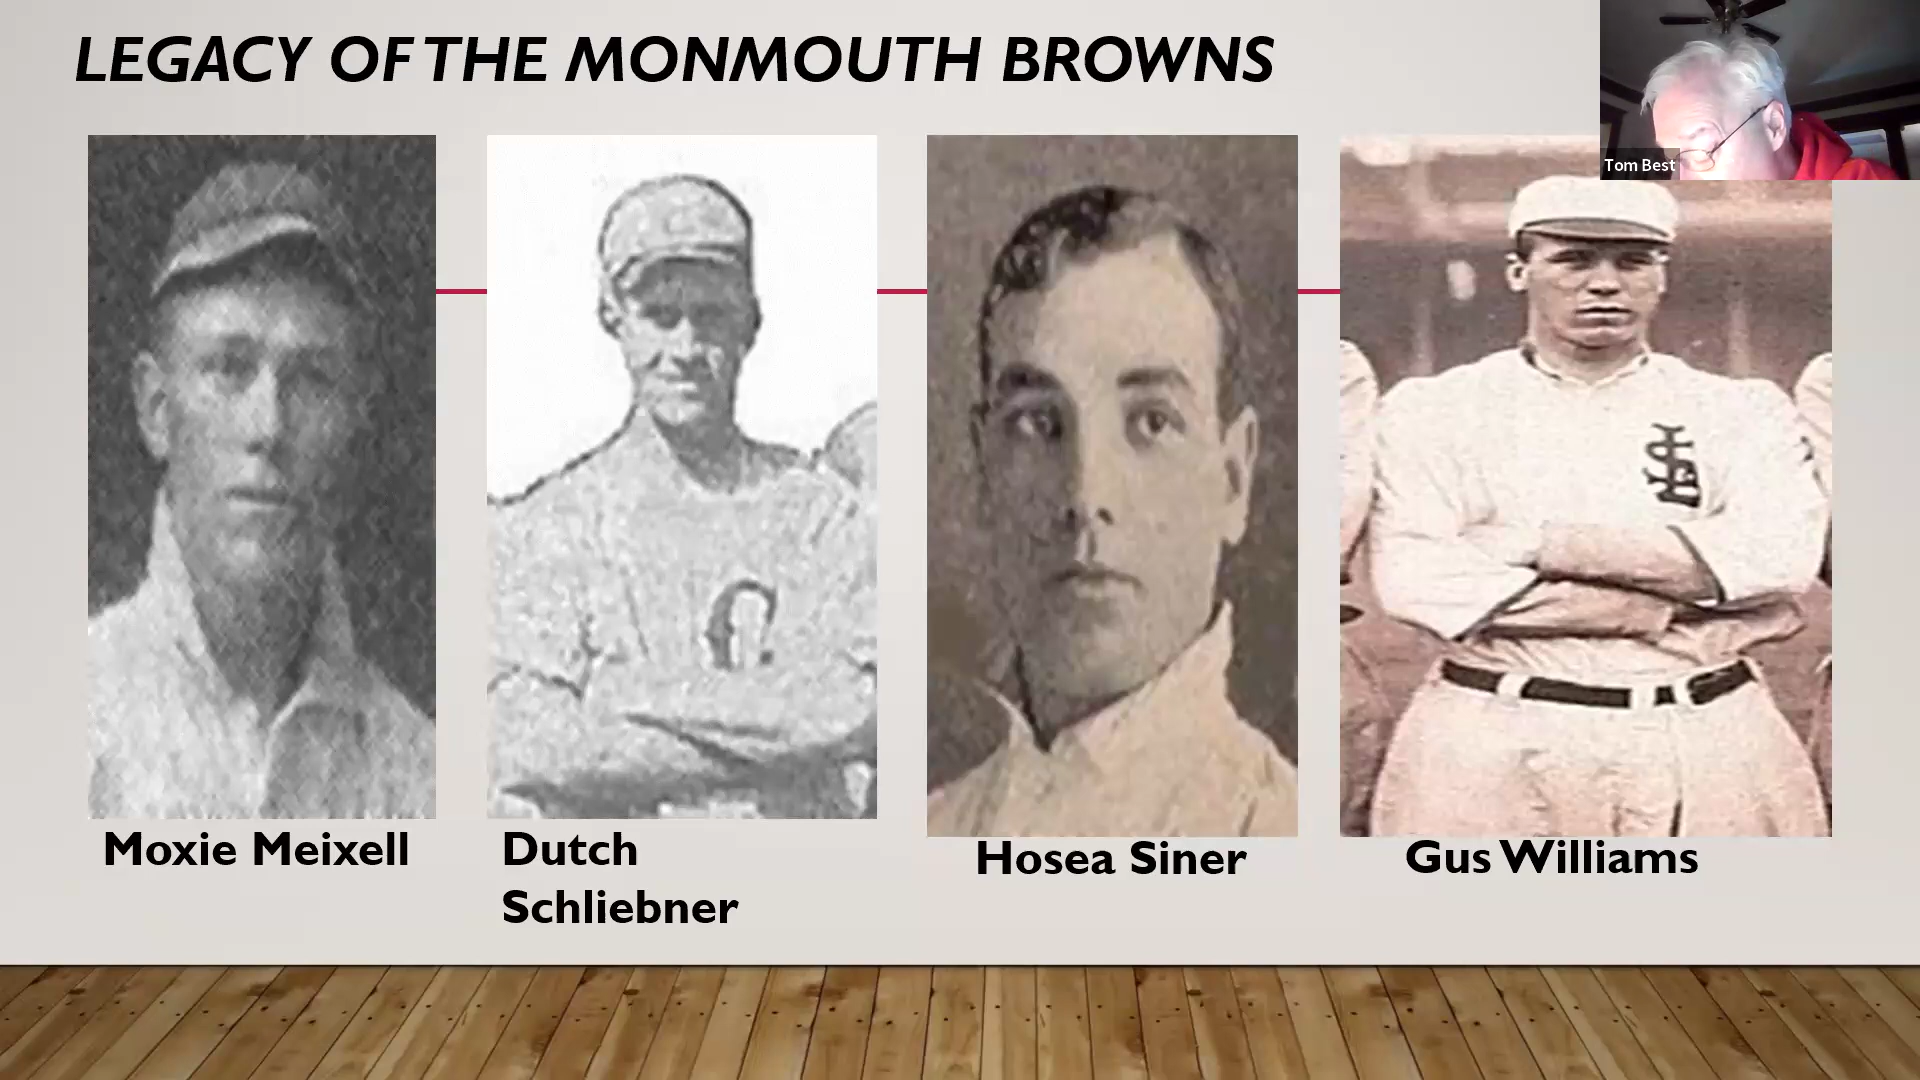 LEGACY OF THE MONMOUTH BROWNS
Tom Best
Moxie Meixell
Dutch
Schliebner
Hosea Siner
Gus Williams